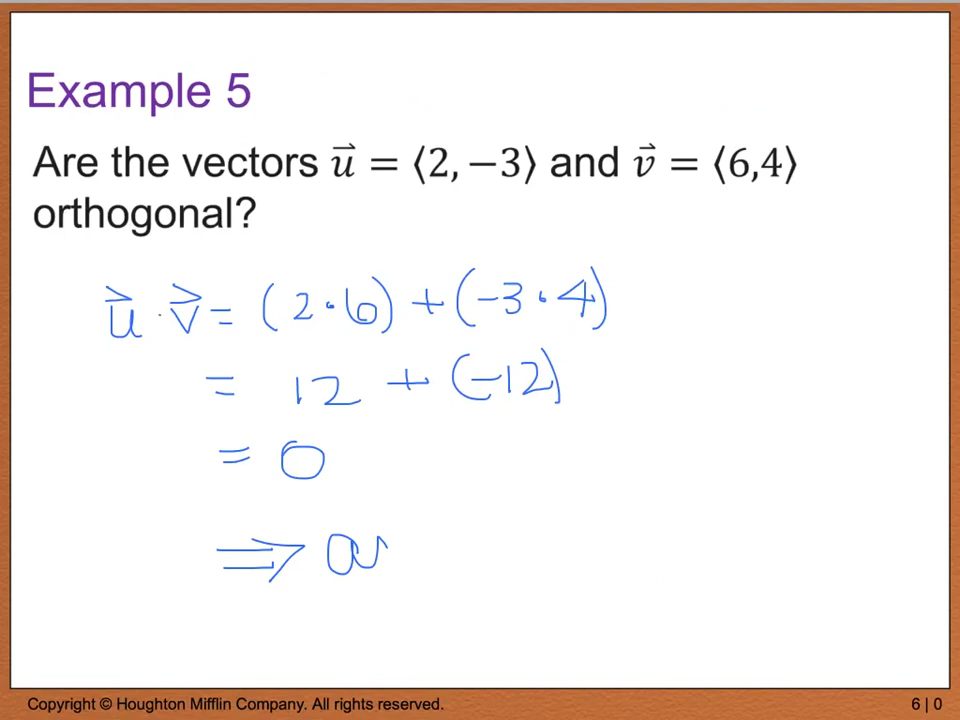 Example 5
Are the vectors u⃗ = ⟨2, −3⟩ and v⃗ = ⟨6,4⟩
orthogonal?
u⃗ · v⃗ = (2 · 6) + (−3 · 4)
= 12 + (−12)
= 0
⇒
Copyright © Houghton Mifflin Company. All rights reserved. 6 | 0